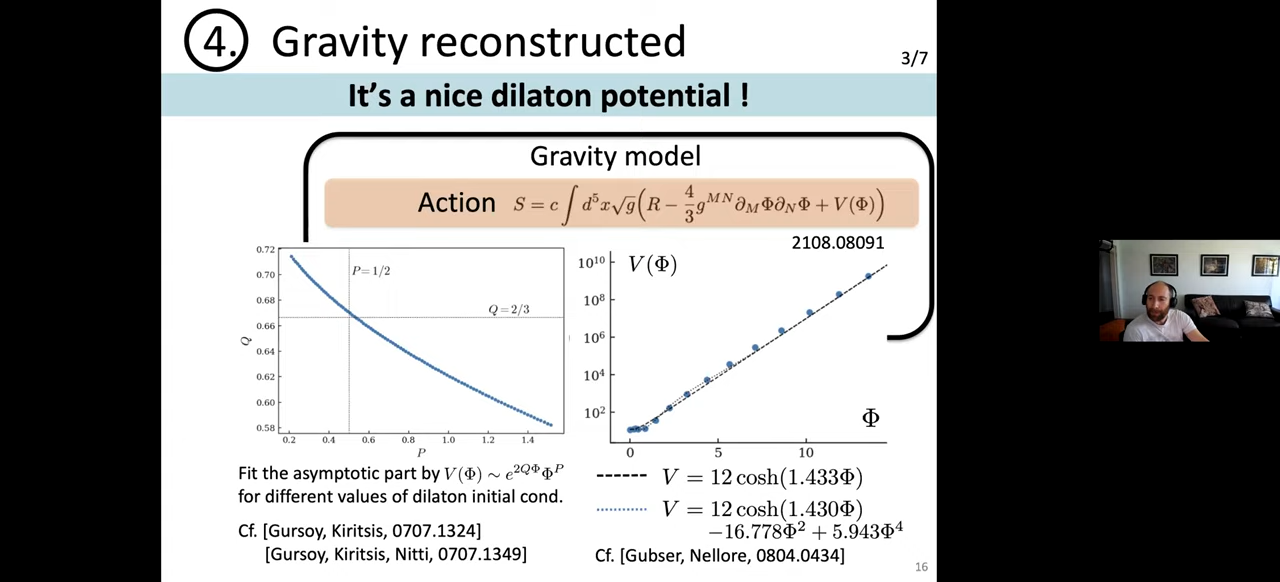 4. Gravity reconstructed
3/7
It's a nice dilaton potential !
Gravity model
Action S = c ∫ d⁵x√g(R − 4/3 g^{MN}∂_MΦ∂_NΦ + V(Φ))
2108.08091
0.72
0.70
0.68
0.66
0.64
0.62
0.60
0.58
Q
P = 1/2
Q = 2/3
0.2 0.4 0.6 0.8 1.0 1.2 1.4
P
10¹⁰
10⁸
10⁶
10⁴
10²
V(Φ)
Φ
0 5 10
Fit the asymptotic part by V(Φ) ∼ e^{2QΦ}Φ^P
for different values of dilaton initial cond.
Cf. [Gursoy, Kiritsis, 0707.1324]
[Gursoy, Kiritsis, Nitti, 0707.1349]
V = 12 cosh(1.433Φ)
V = 12 cosh(1.430Φ)
−16.778Φ² + 5.943Φ⁴
Cf. [Gubser, Nellore, 0804.0434]
16